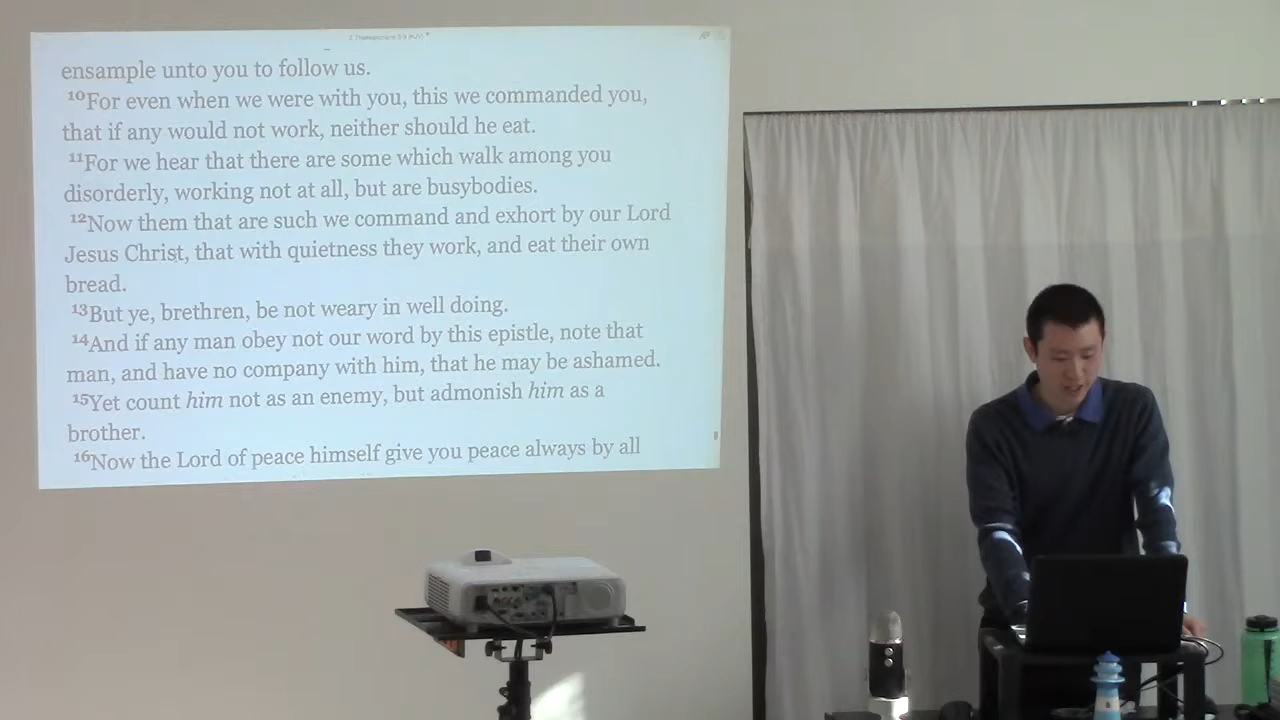 2 Thessalonians 3:9 (KJV)
ensample unto you to follow us.
10For even when we were with you, this we commanded you,
that if any would not work, neither should he eat.
11For we hear that there are some which walk among you
disorderly, working not at all, but are busybodies.
12Now them that are such we command and exhort by our Lord
Jesus Christ, that with quietness they work, and eat their own
bread.
13But ye, brethren, be not weary in well doing.
14And if any man obey not our word by this epistle, note that
man, and have no company with him, that he may be ashamed.
15Yet count him not as an enemy, but admonish him as a
brother.
16Now the Lord of peace himself give you peace always by all